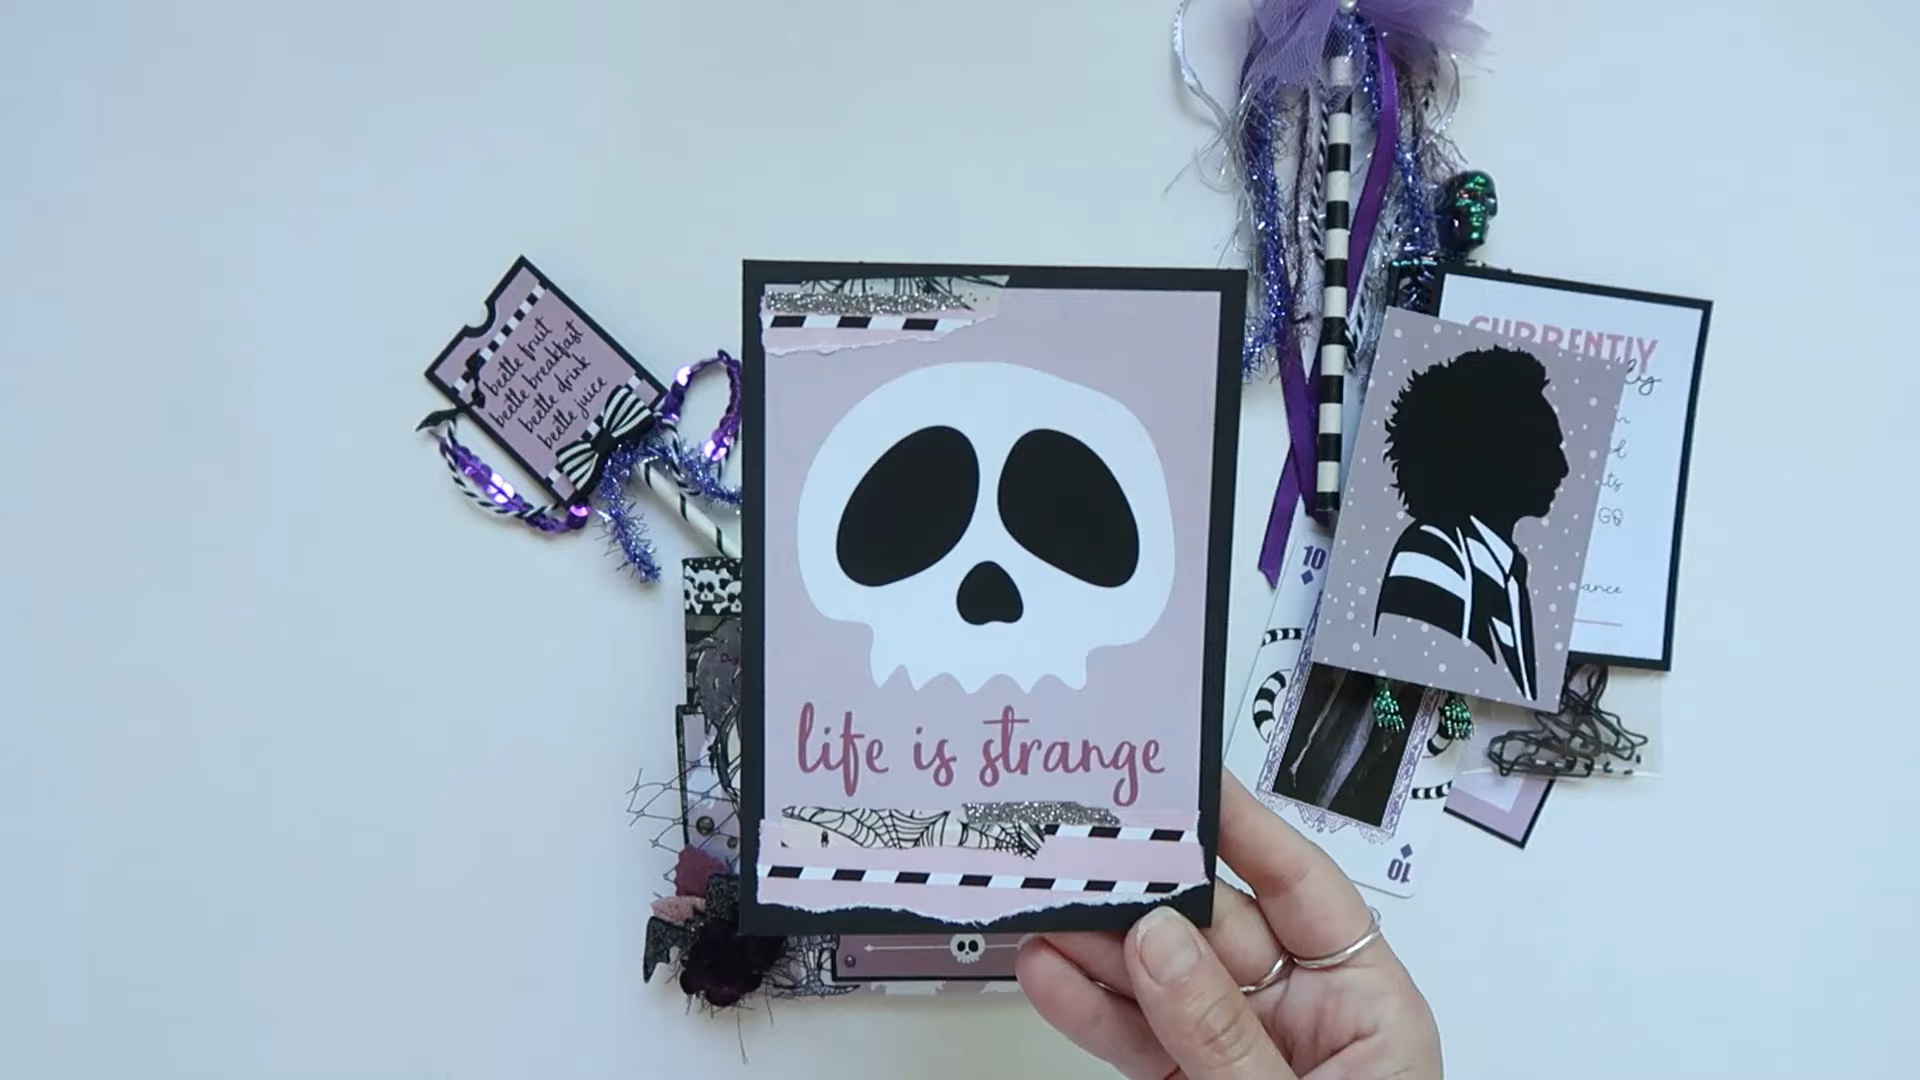 beetle fruit
beetle breakfast
beetle drink
beetle juice
life is strange
CURRENTLY
10
10